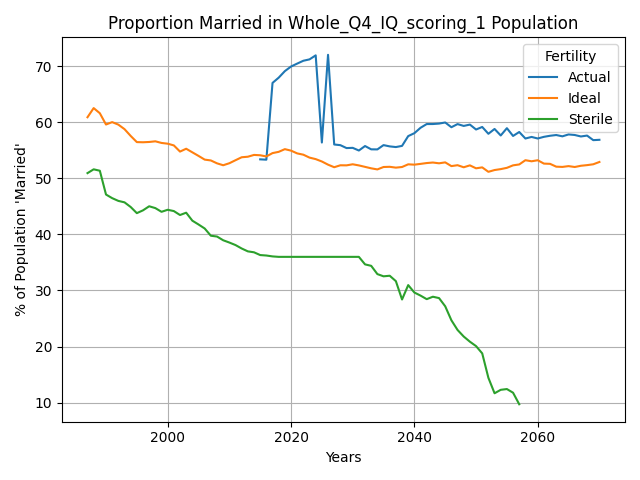 Proportion Married in Whole_Q4_IQ_scoring_1 Population
Fertility
Actual
Ideal
Sterile
% of Population 'Married'
70
60
50
40
30
20
10
2000 2020 2040 2060
Years